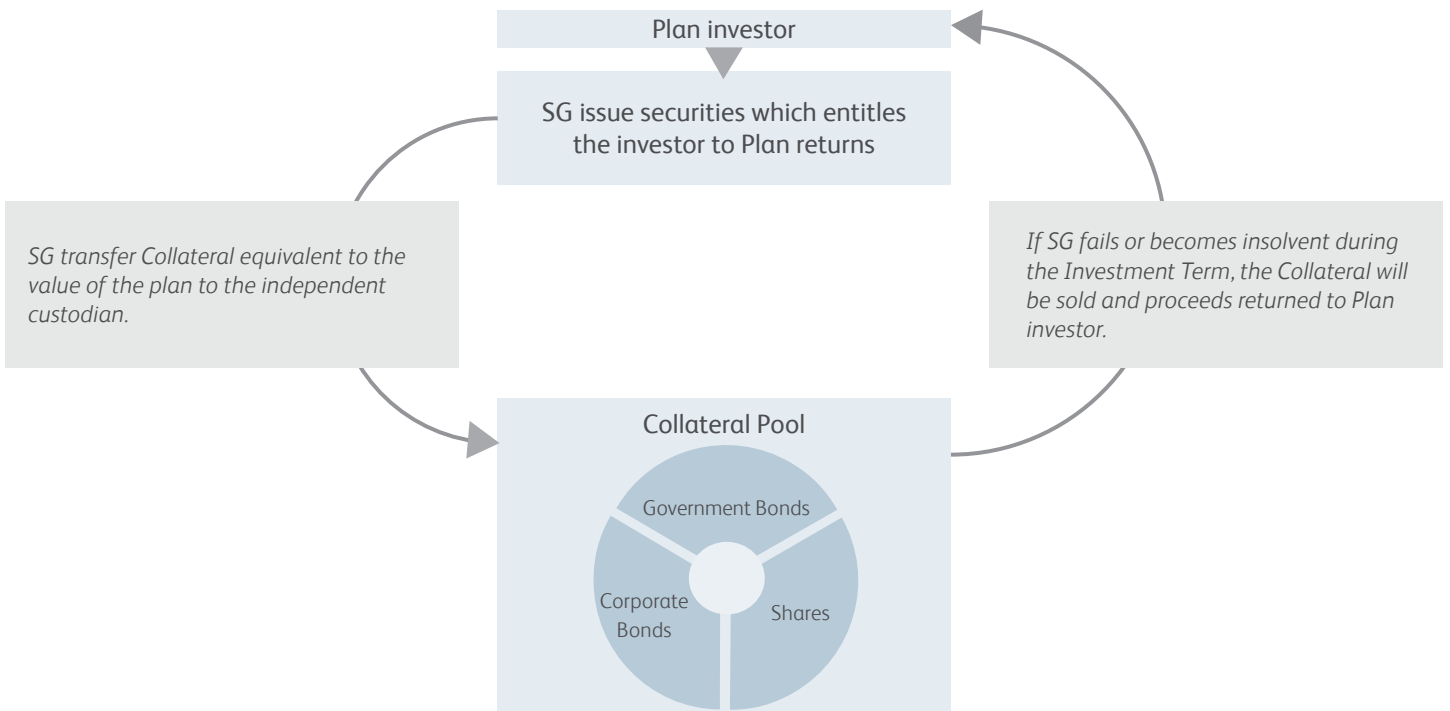 Plan investor
SG issue securities which entitles
the investor to Plan returns
SG transfer Collateral equivalent to the
value of the plan to the independent
custodian.
If SG fails or becomes insolvent during
the Investment Term, the Collateral will
be sold and proceeds returned to Plan
investor.
Collateral Pool
Government Bonds
Corporate
Bonds
Shares